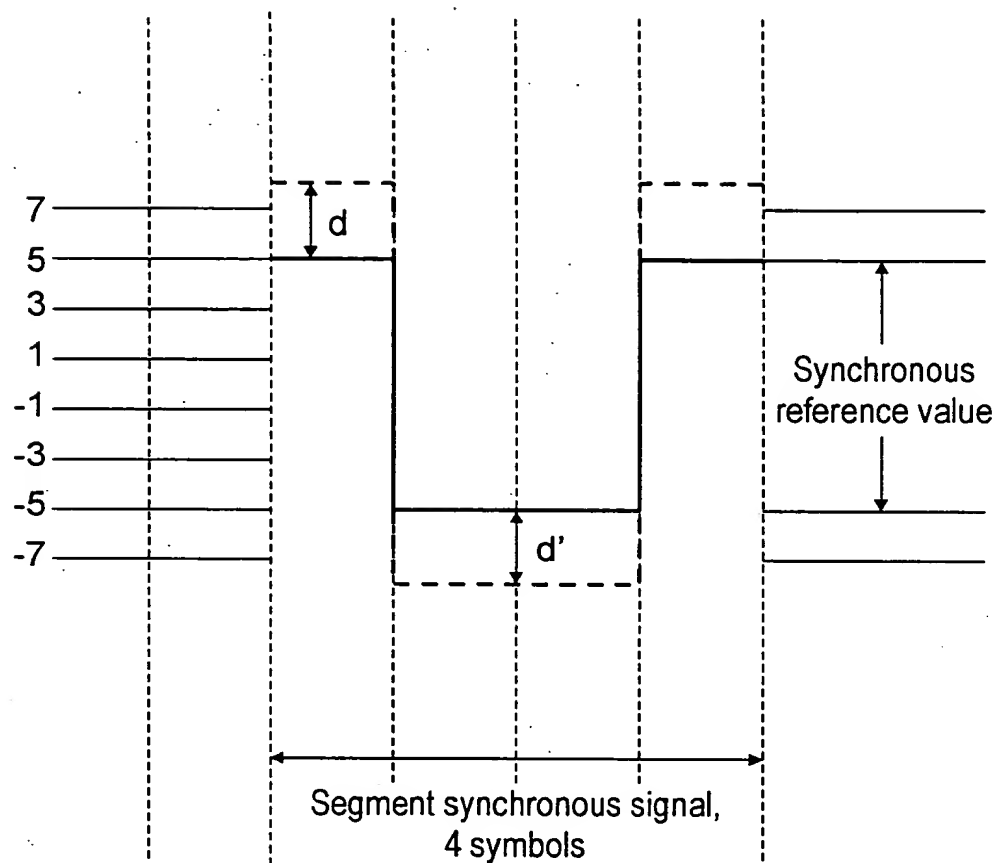 7
d
5
3
1
Synchronous
reference value
-1
-3
-5
d'
-7
Segment synchronous signal,
4 symbols